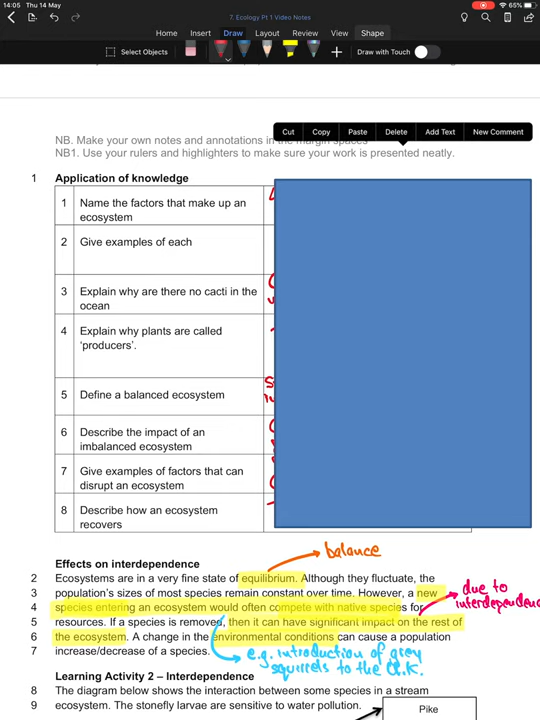 14:05 Thu 14 May
65%
7. Ecology Pt 1 Video Notes
Home Insert Draw Layout Review View Shape
Select Objects
Draw with Touch
Cut Copy Paste Delete Add Text New Comment
NB. Make your own notes and annotations in the margin spaces
NB1. Use your rulers and highlighters to make sure your work is presented neatly.
1 Application of knowledge
1 Name the factors that make up an
ecosystem
2 Give examples of each
3 Explain why are there no cacti in the
ocean
4 Explain why plants are called
‘producers’.
5 Define a balanced ecosystem
6 Describe the impact of an
imbalanced ecosystem
7 Give examples of factors that can
disrupt an ecosystem
8 Describe how an ecosystem
recovers
balance
Effects on interdependence
2 Ecosystems are in a very fine state of equilibrium. Although they fluctuate, the
3 population’s sizes of most species remain constant over time. However, a new
4 species entering an ecosystem would often compete with native species for
due to
interdependence
5 resources. If a species is removed, then it can have significant impact on the rest of
6 the ecosystem. A change in the environmental conditions can cause a population
7 increase/decrease of a species.
e.g. introduction of grey
squirrels to the U.K.
Learning Activity 2 – Interdependence
8 The diagram below shows the interaction between some species in a stream
9 ecosystem. The stonefly larvae are sensitive to water pollution.
Pike